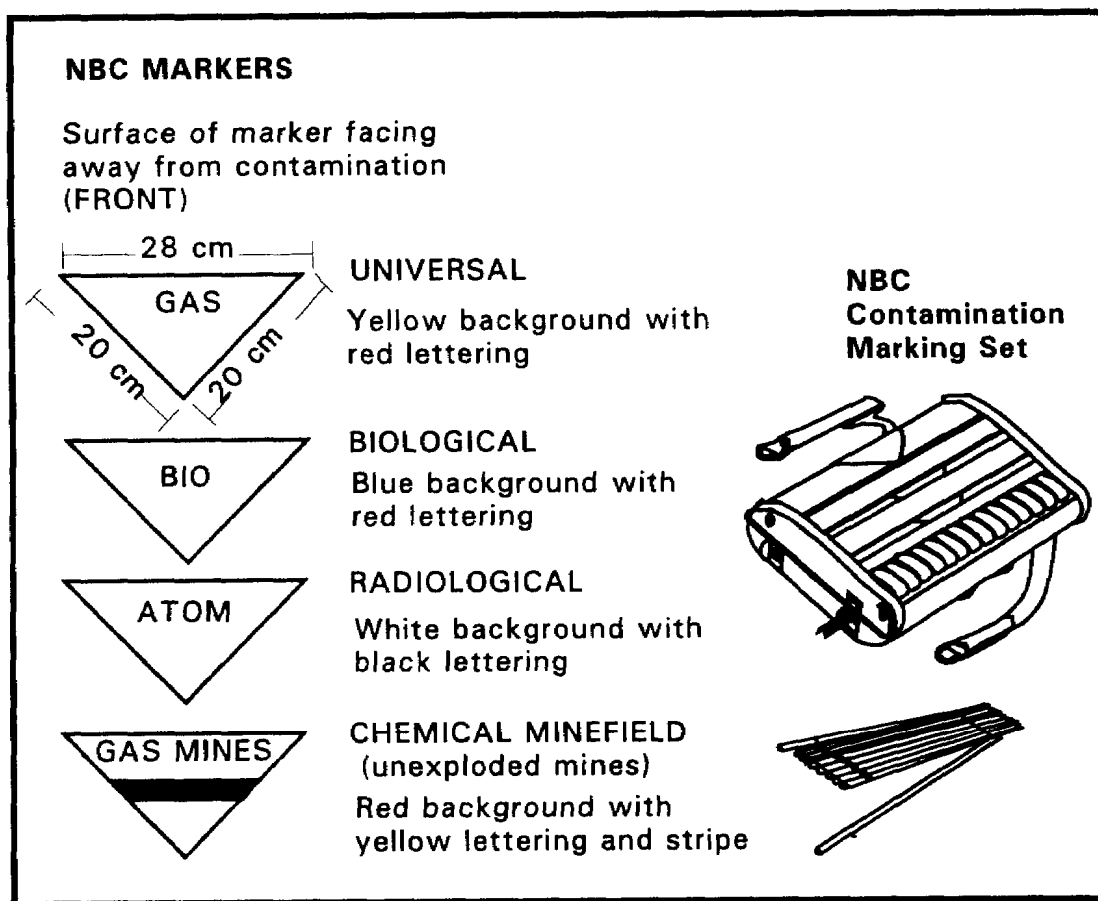 NBC MARKERS
Surface of marker facing
away from contamination
(FRONT)
28 cm
GAS
20 cm
20 cm
UNIVERSAL
Yellow background with
red lettering
BIO
BIOLOGICAL
Blue background with
red lettering
ATOM
RADIOLOGICAL
White background with
black lettering
GAS MINES
CHEMICAL MINEFIELD
(unexploded mines)
Red background with
yellow lettering and stripe
NBC
Contamination
Marking Set